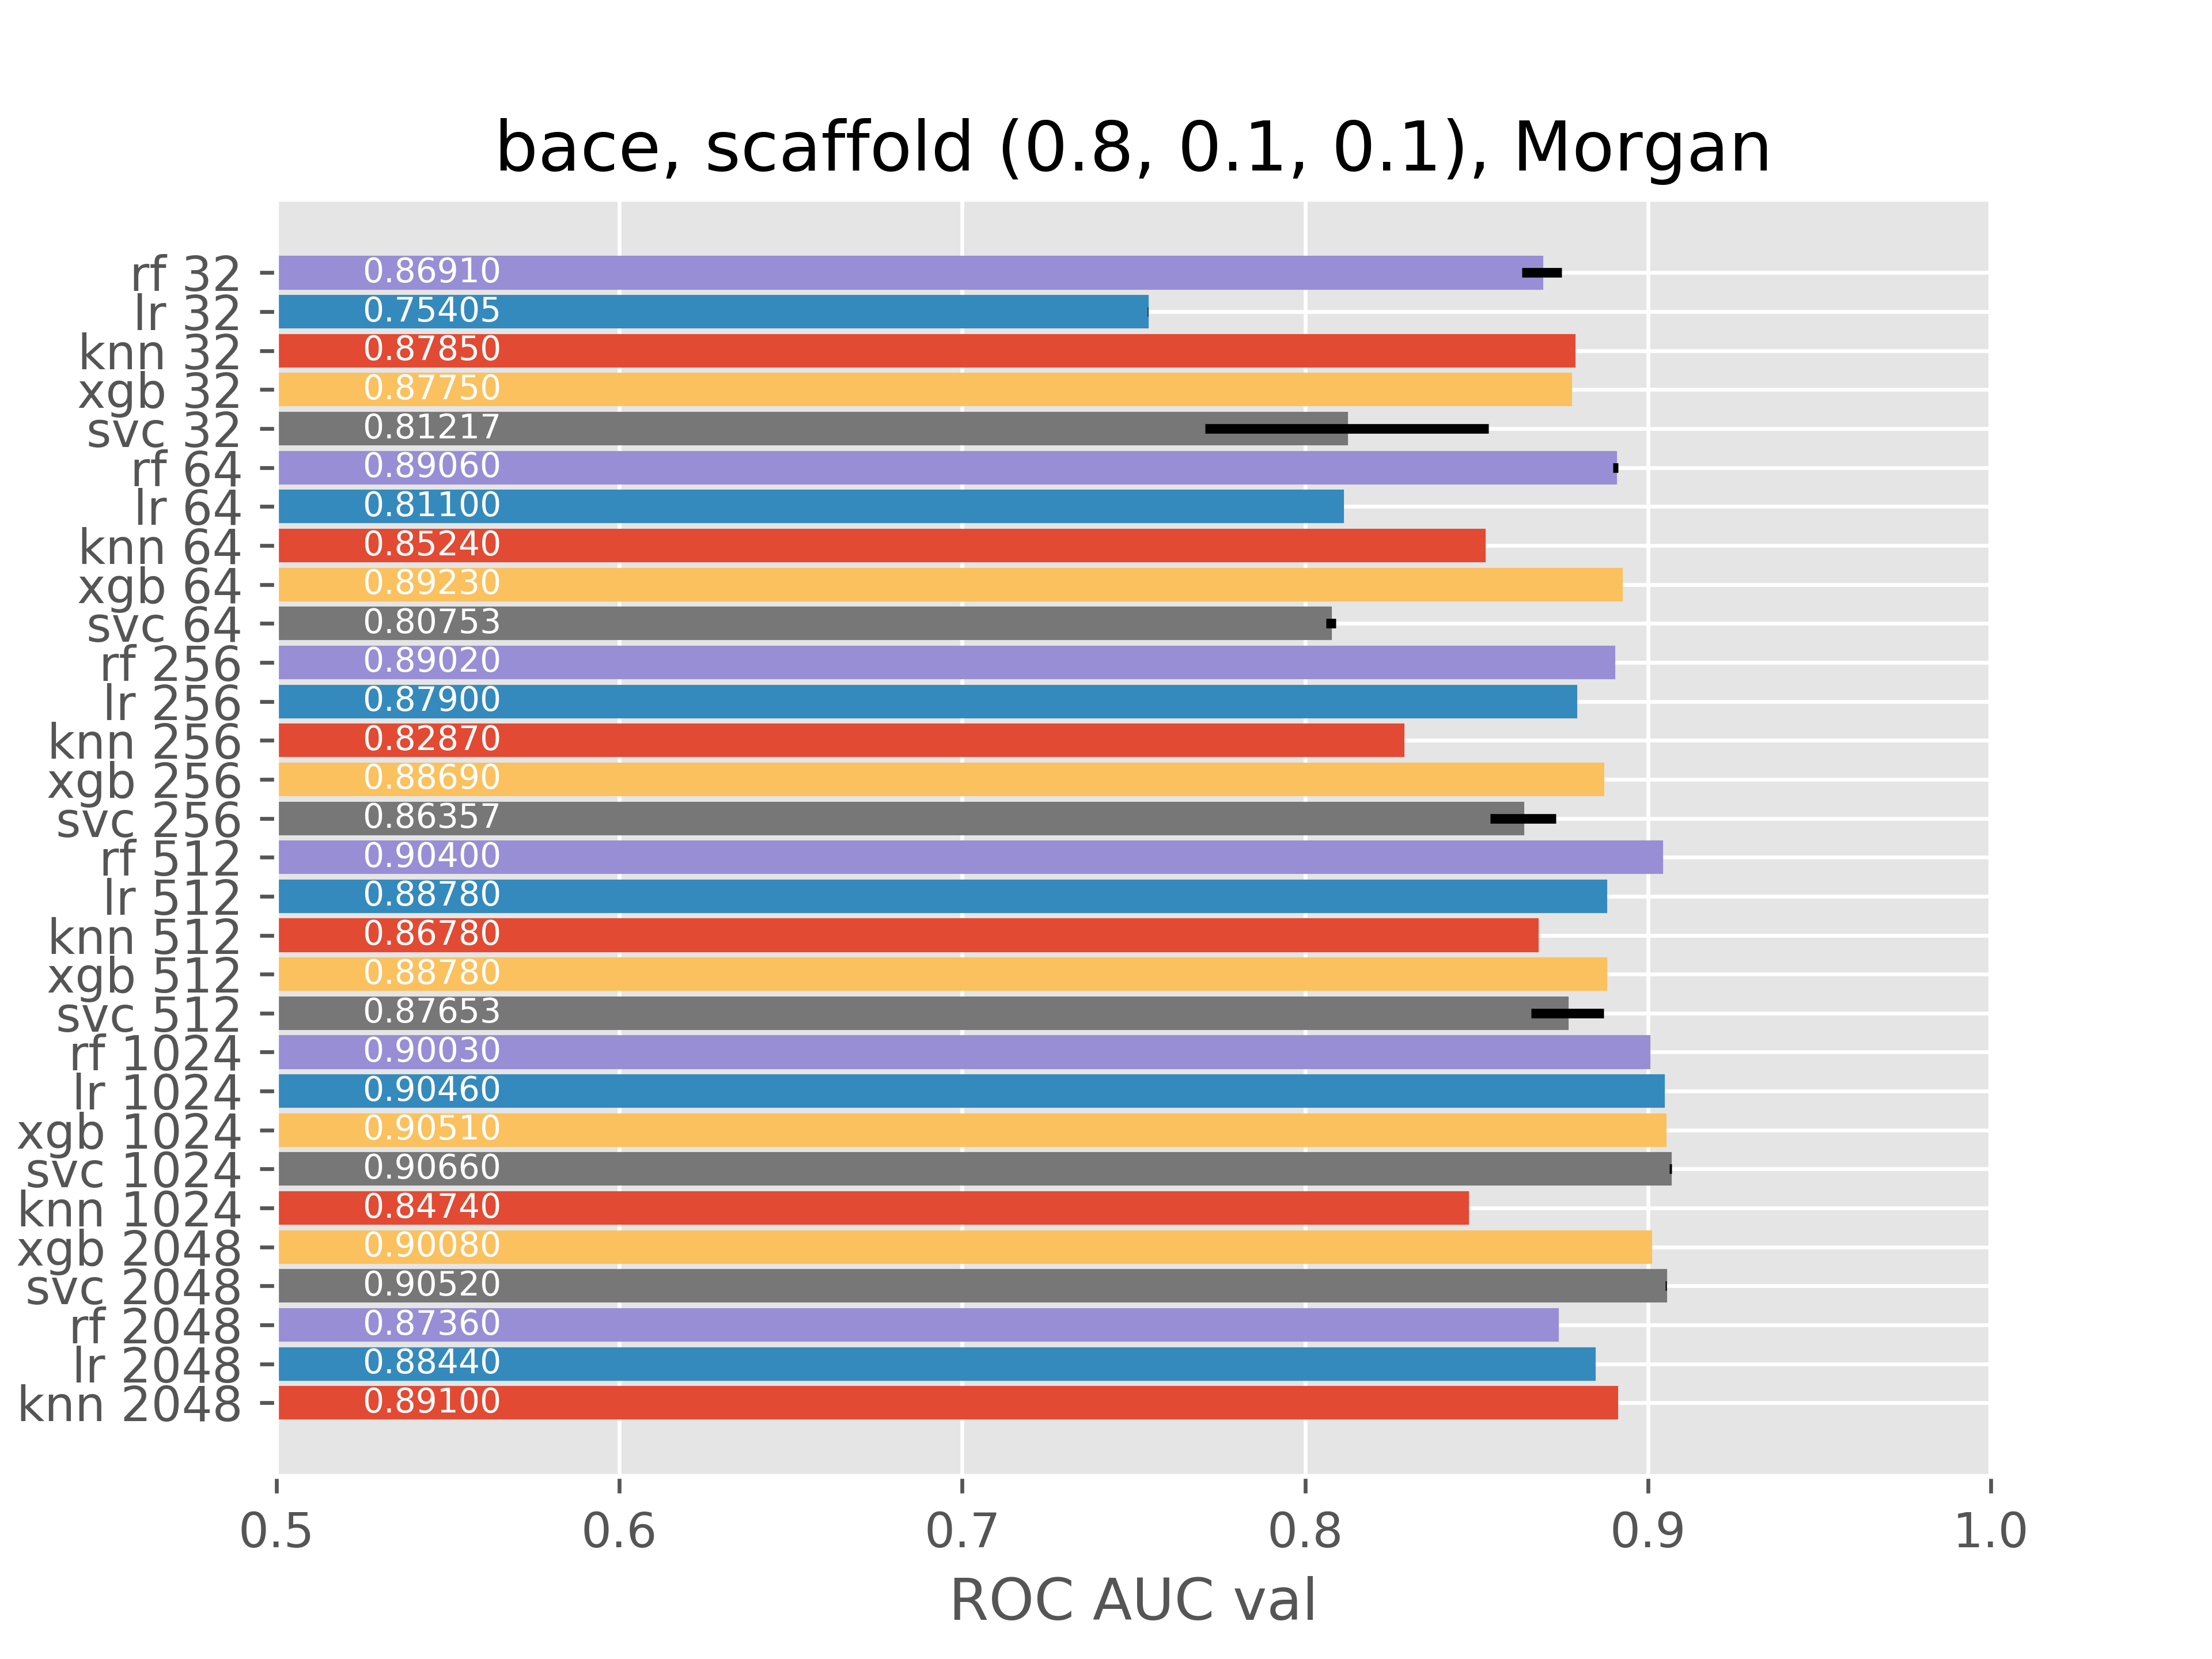 bace, scaffold (0.8, 0.1, 0.1), Morgan
rf 32 0.86910
lr 32 0.75405
knn 32 0.87850
xgb 32 0.87750
svc 32 0.81217
rf 64 0.89060
lr 64 0.81100
knn 64 0.85240
xgb 64 0.89230
svc 64 0.80753
rf 256 0.89020
lr 256 0.87900
knn 256 0.82870
xgb 256 0.88690
svc 256 0.86357
rf 512 0.90400
lr 512 0.88780
knn 512 0.86780
xgb 512 0.88780
svc 512 0.87653
rf 1024 0.90030
lr 1024 0.90460
xgb 1024 0.90510
svc 1024 0.90660
knn 1024 0.84740
xgb 2048 0.90080
svc 2048 0.90520
rf 2048 0.87360
lr 2048 0.88440
knn 2048 0.89100
0.5 0.6 0.7 0.8 0.9 1.0
ROC AUC val